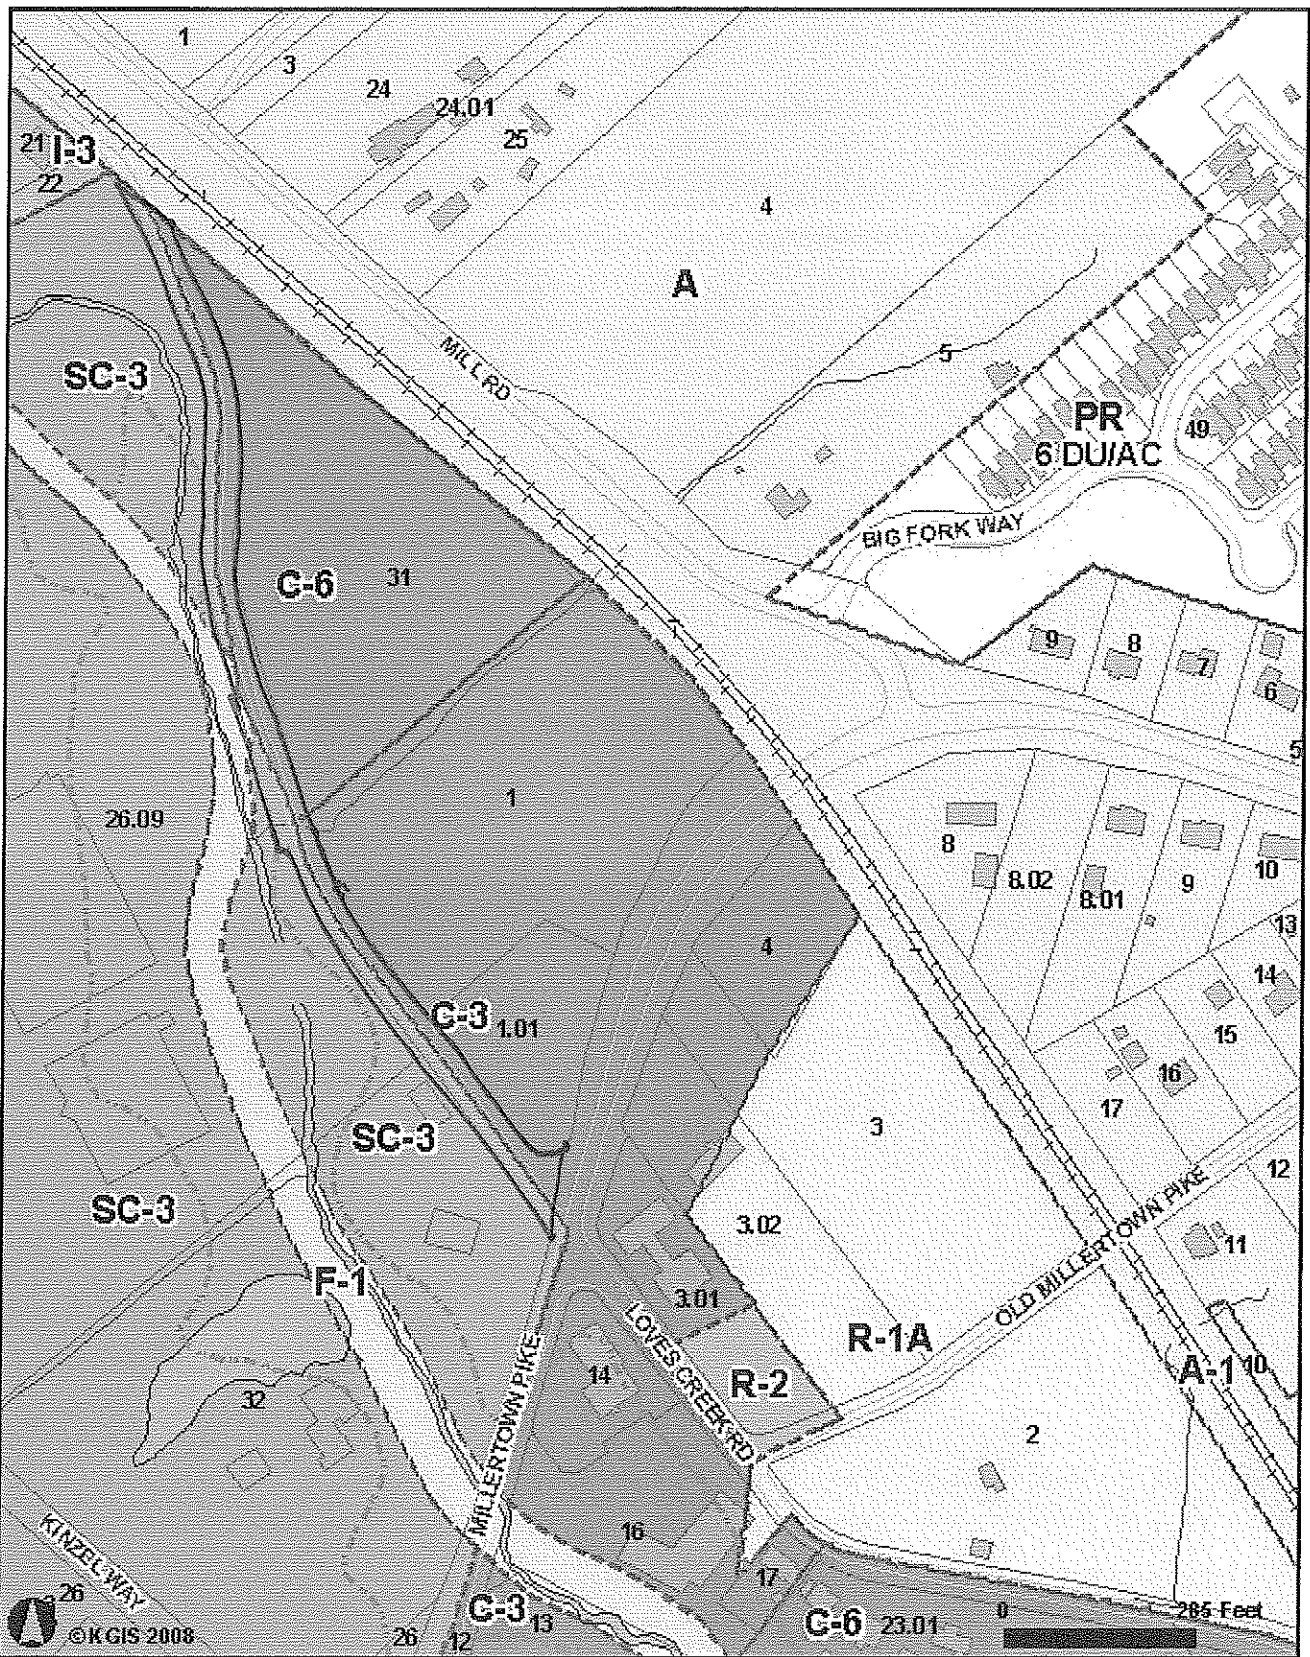 1
3
24
24.01
25
21
I-3
22
4
A
MILL RD
5
SC-3
PR
6 DU/AC
49
BIG FORK WAY
C-6
31
9
8
7
6
5
1
26.09
8
8.02
8.01
9
10
13
4
14
C-3
1.01
15
16
17
3
SC-3
12
SC-3
3.02
OLD MILLERTOWN PIKE
11
F-1
3.01
LOVES CREEK RD
R-1A
A-1
10
R-2
14
MILLERTOWN PIKE
32
2
16
KINZEL WAY
17
26
C-3
13
C-6
23.01
0
285 Feet
©KGIS 2008
26
12